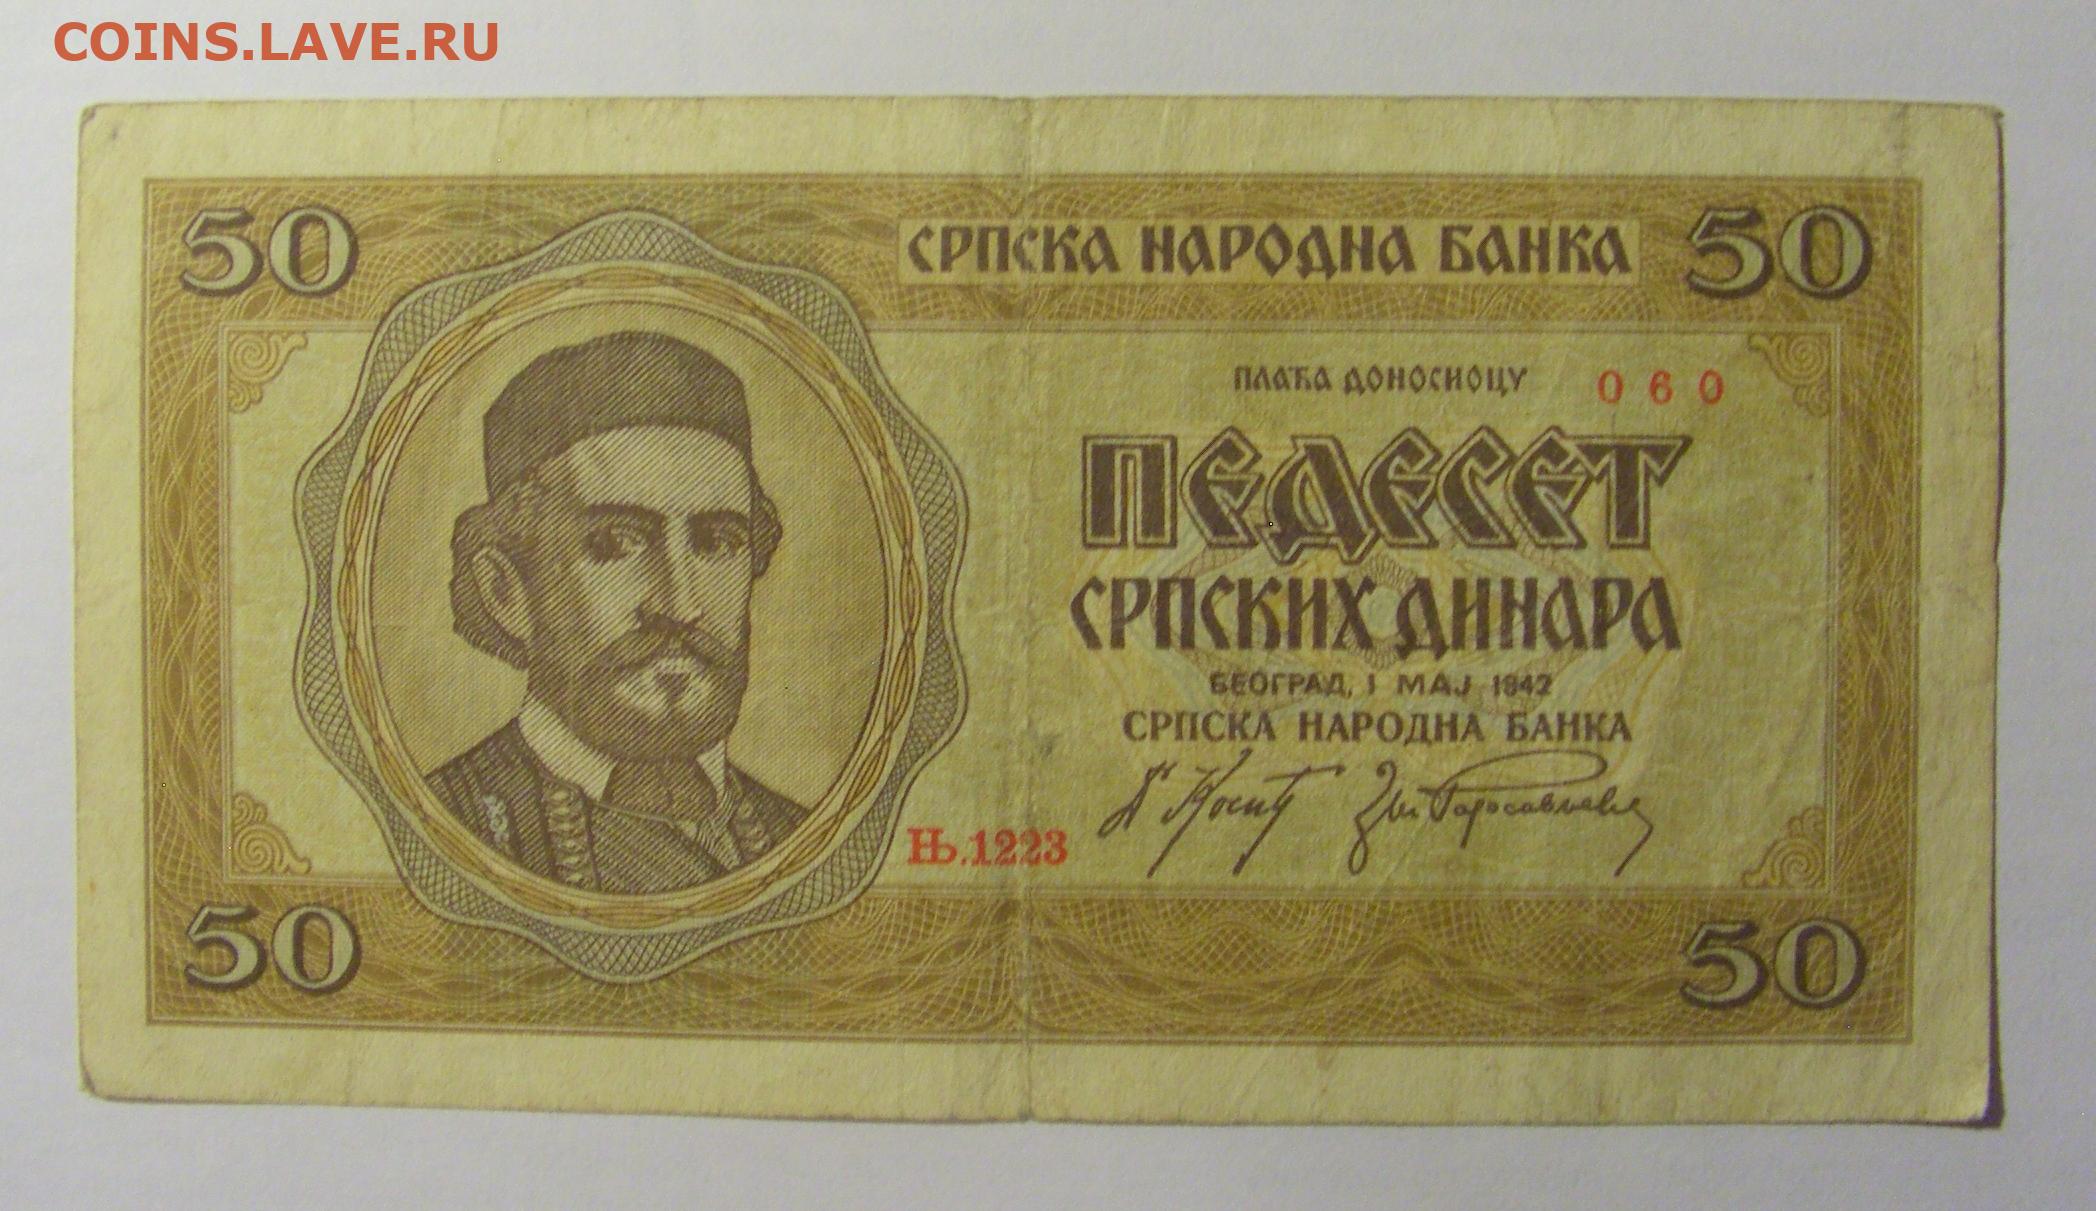 COINS.LAVE.RU
50 СРПСКА НАРОДНА БАНКА 50
ПЛАЋА ДОНОСИОЦУ 060
ПЕДЕСЕТ
СРПСКИХ ДИНАРА
БЕОГРАД, 1 МАЈ 1942
СРПСКА НАРОДНА БАНКА
Њ.1223
50 50